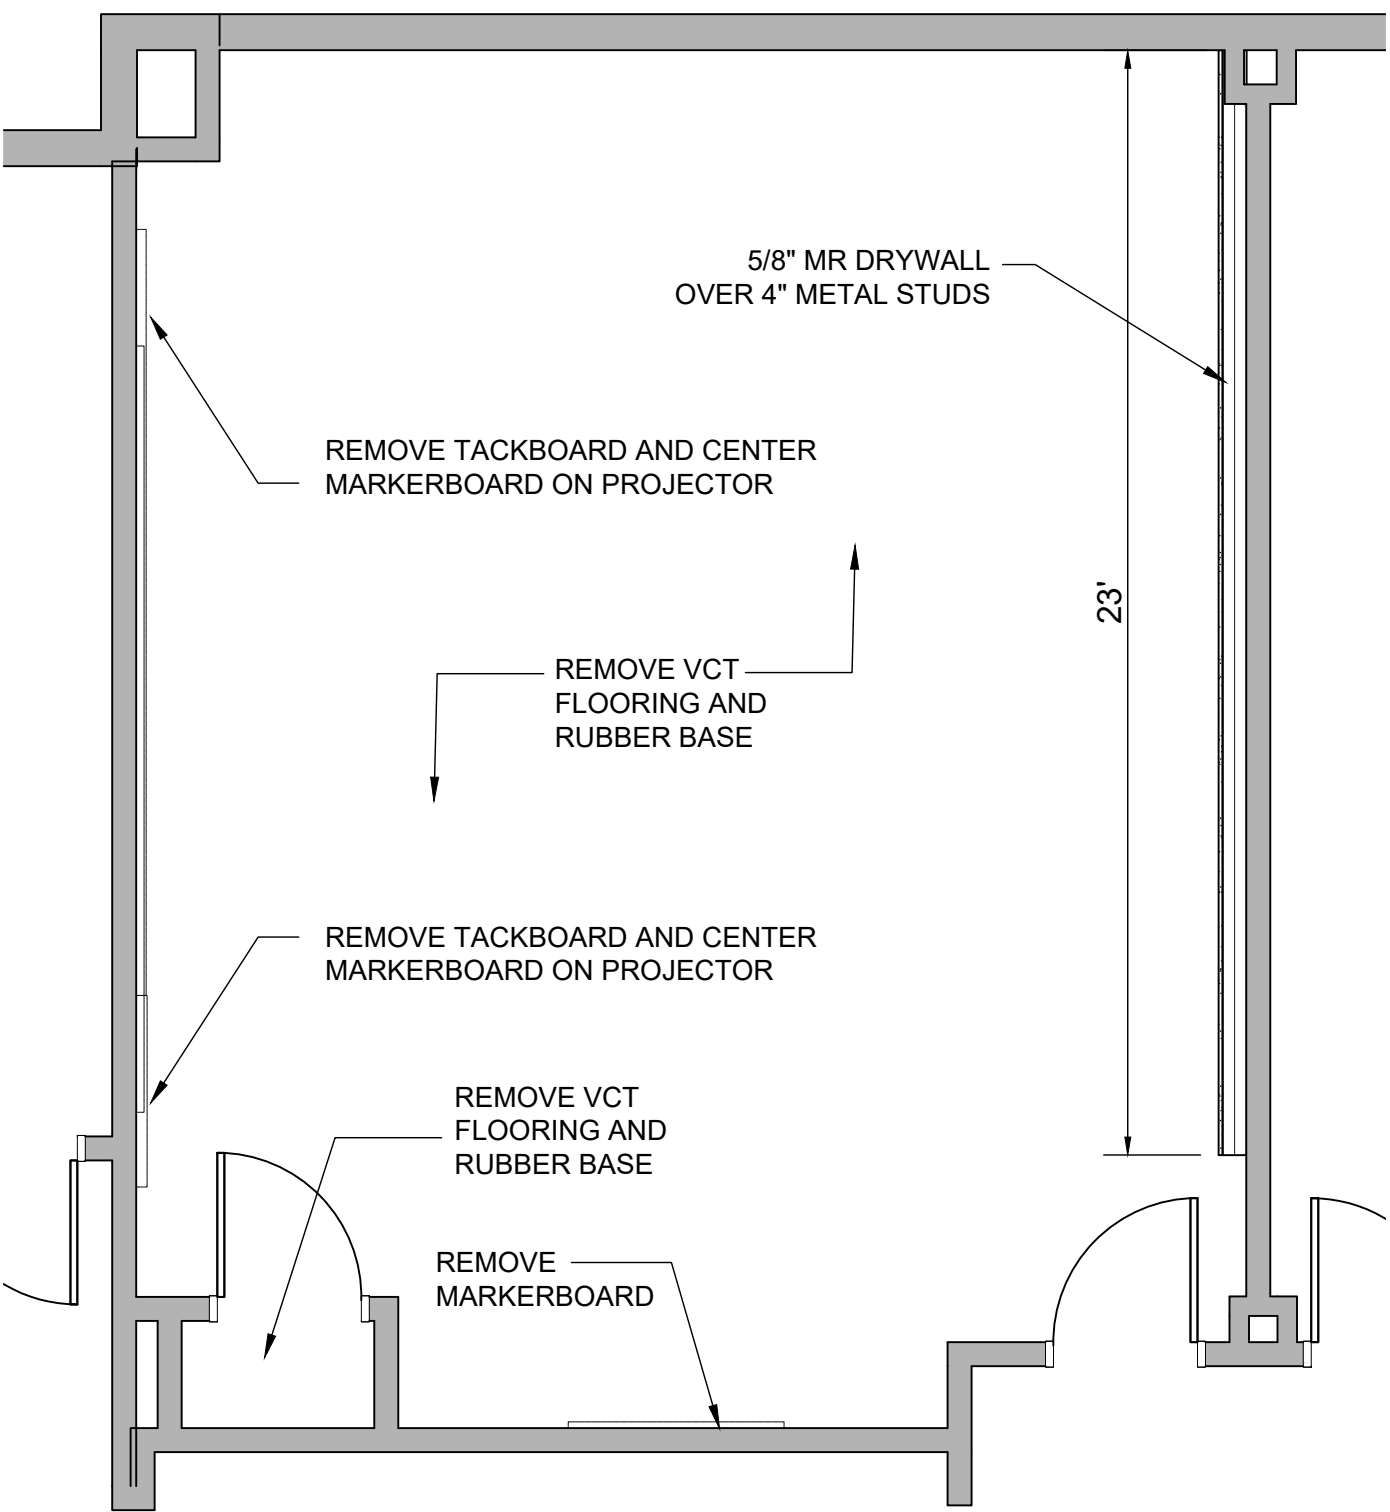 5/8" MR DRYWALL
OVER 4" METAL STUDS
REMOVE TACKBOARD AND CENTER
MARKERBOARD ON PROJECTOR
23'
REMOVE VCT
FLOORING AND
RUBBER BASE
REMOVE TACKBOARD AND CENTER
MARKERBOARD ON PROJECTOR
REMOVE VCT
FLOORING AND
RUBBER BASE
REMOVE
MARKERBOARD